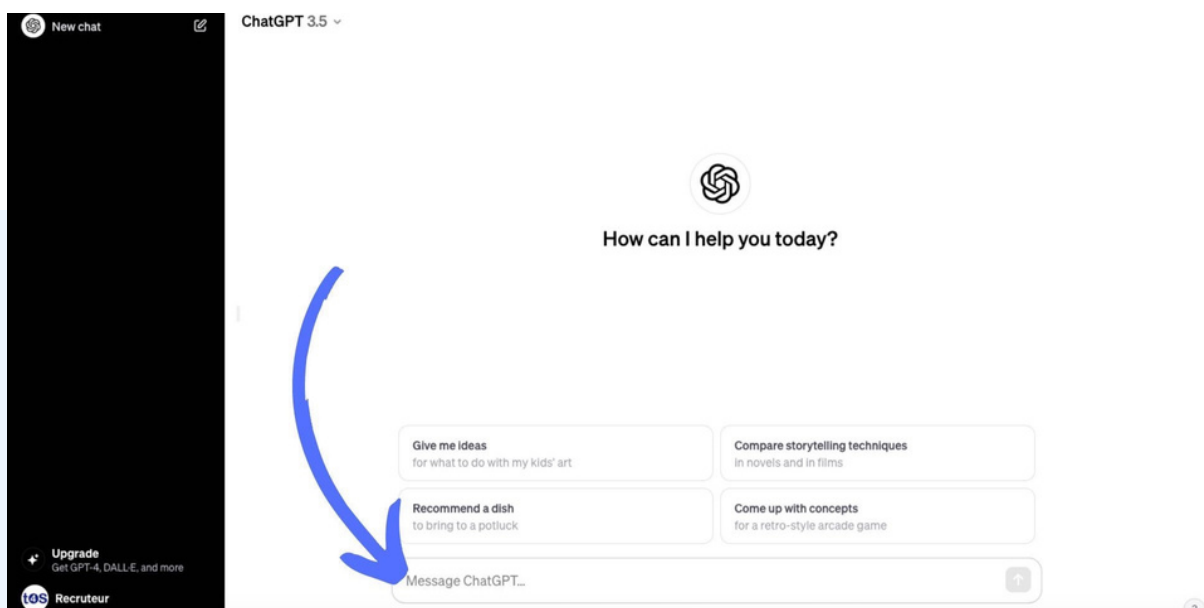 New chat
ChatGPT 3.5
How can I help you today?
Give me ideas
for what to do with my kids' art
Compare storytelling techniques
in novels and in films
Recommend a dish
to bring to a potluck
Come up with concepts
for a retro-style arcade game
Upgrade
Get GPT-4, DALL·E, and more
Message ChatGPT...
tos Recruteur